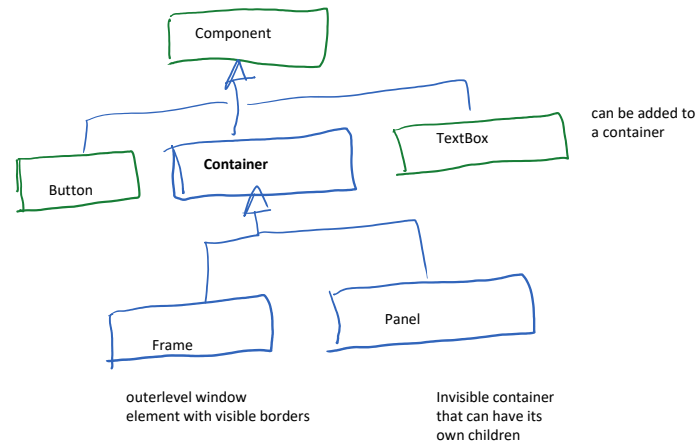 Component
can be added to
a container
TextBox
Container
Button
Panel
Frame
outerlevel window
element with visible borders
Invisible container
that can have its
own children